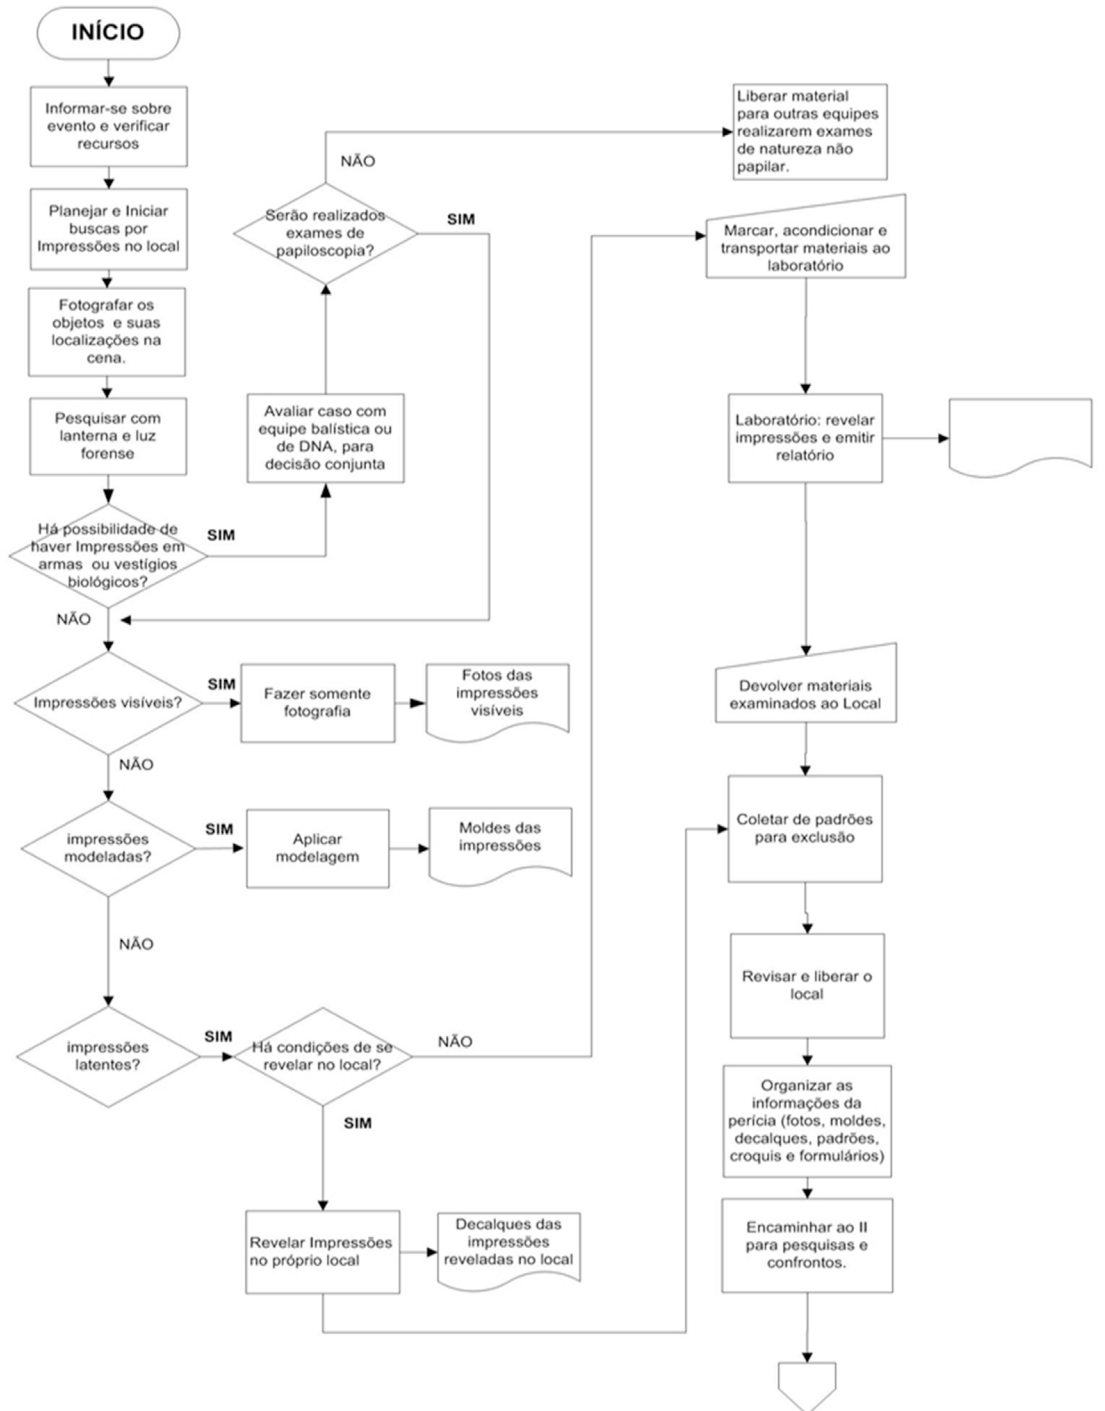 INÍCIO
Informar-se sobre
evento e verificar
recursos
Planejar e Iniciar
buscas por
Impressões no local
Fotografar os
objetos e suas
localizações na
cena.
Pesquisar com
lanterna e luz
forense
Há possibilidade de
haver Impressões em
armas ou vestígios
biológicos?
SIM
NÃO
Avaliar caso com
equipe balística ou
de DNA, para
decisão conjunta
Serão realizados
exames de
papiloscopia?
NÃO
SIM
Liberar material
para outras equipes
realizarem exames
de natureza não
papilar.
Impressões visíveis?
SIM
Fazer somente
fotografia
Fotos das
impressões
visíveis
NÃO
impressões
modeladas?
SIM
Aplicar
modelagem
Moldes das
impressões
NÃO
impressões
latentes?
SIM
Há condições de se
revelar no local?
NÃO
SIM
Revelar Impressões
no próprio local
Decalques das
impressões
reveladas no local
Marcar, acondicionar e
transportar materiais ao
laboratório
Laboratório: revelar
impressões e emitir
relatório
Devolver materiais
examinados ao Local
Coletar de padrões
para exclusão
Revisar e liberar o
local
Organizar as
informações da
perícia (fotos, moldes,
decalques, padrões,
croquis e formulários)
Encaminhar ao II
para pesquisas e
confrontos.